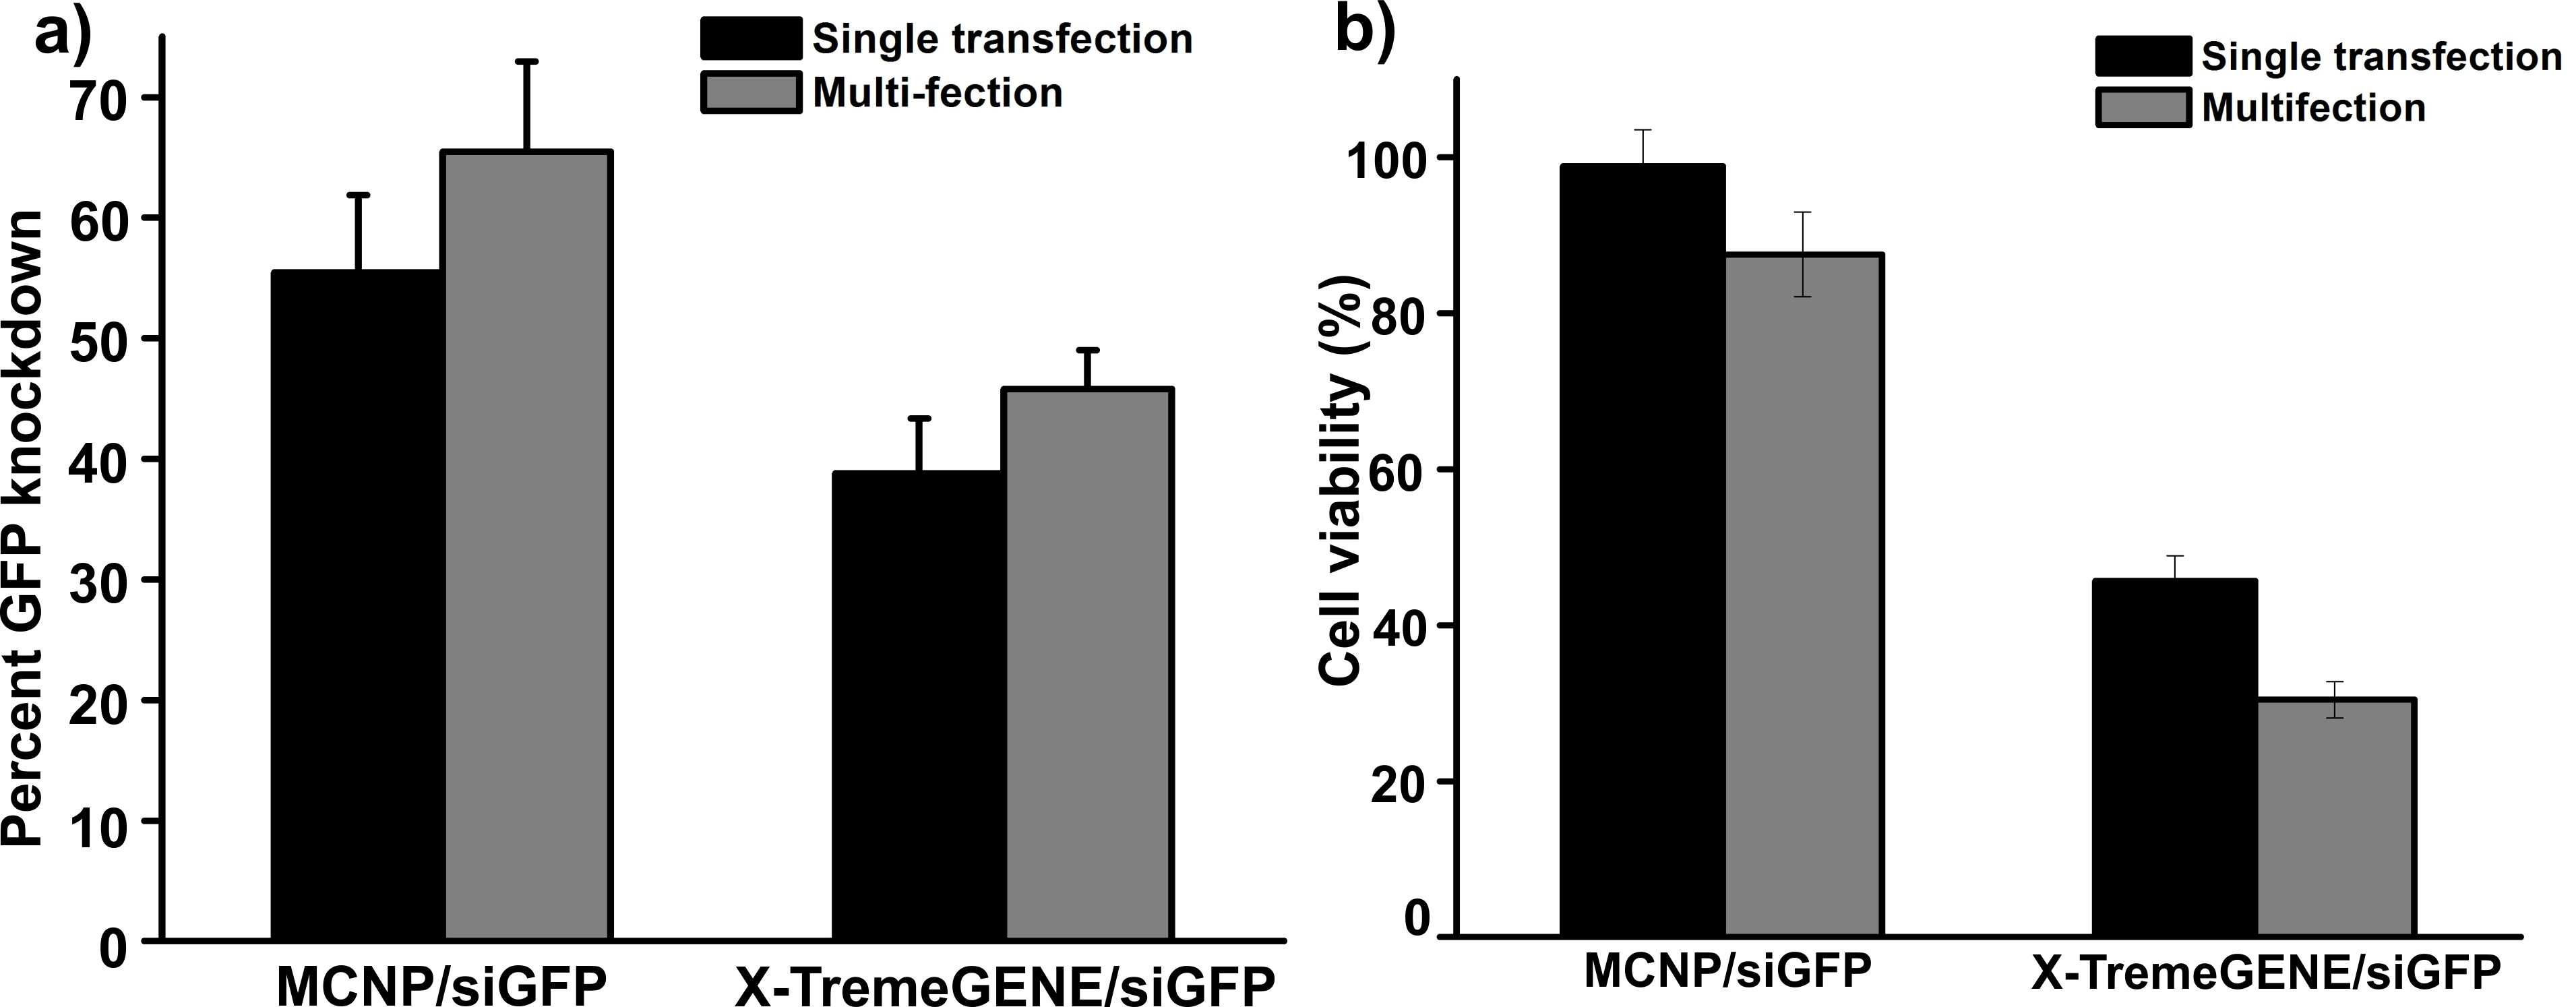 a)
Single transfection
Multi-fection
Percent GFP knockdown
70
60
50
40
30
20
10
0
MCNP/siGFP
X-TremeGENE/siGFP
b)
Single transfection
Multifection
Cell viability (%)
100
80
60
40
20
0
MCNP/siGFP
X-TremeGENE/siGFP